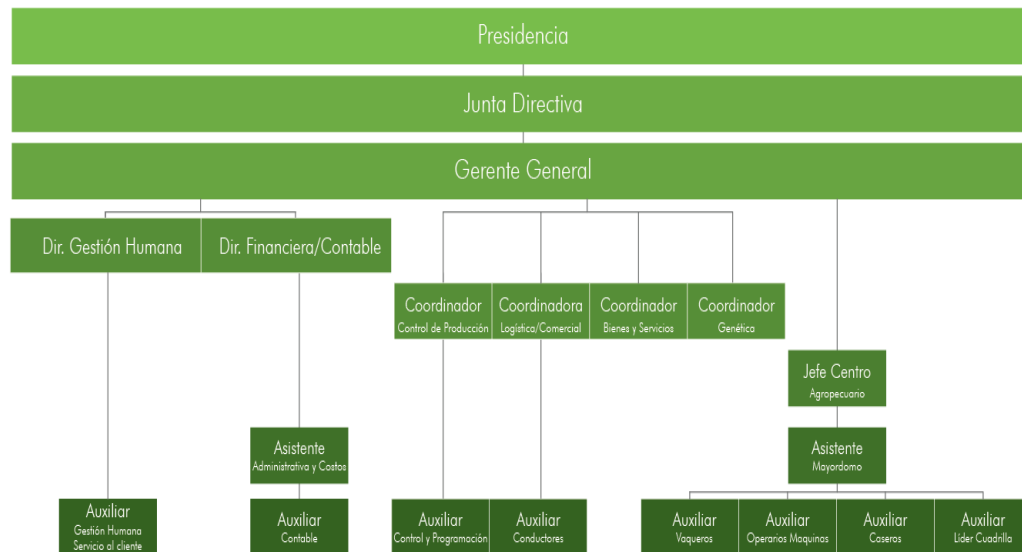 Presidencia
Junta Directiva
Gerente General
Dir. Gestión Humana
Dir. Financiera/Contable
Coordinador
Control de Producción
Coordinadora
Logística/Comercial
Coordinador
Bienes y Servicios
Coordinador
Genética
Jefe Centro
Agropecuario
Asistente
Administrativa y Costos
Asistente
Mayordomo
Auxiliar
Gestión Humana
Servicio al cliente
Auxiliar
Contable
Auxiliar
Control y Programación
Auxiliar
Conductores
Auxiliar
Vaqueros
Auxiliar
Operarios Maquinas
Auxiliar
Caseros
Auxiliar
Líder Cuadrilla